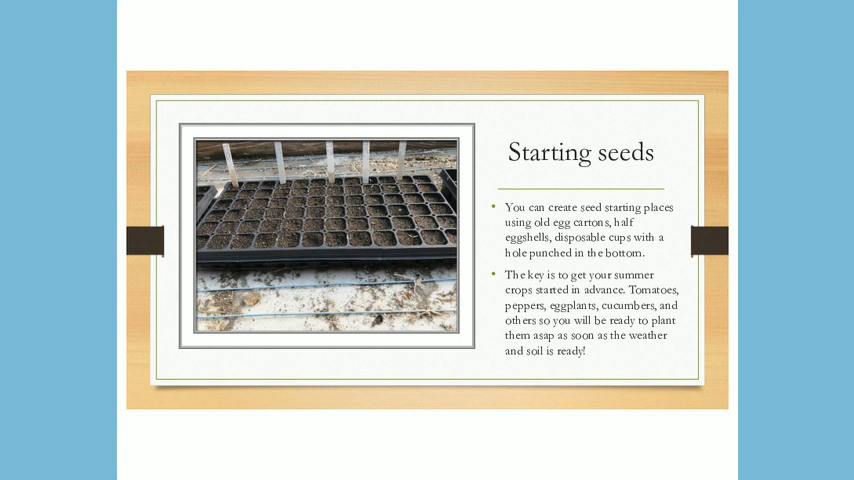 Starting seeds
• You can create seed starting places
using old egg cartons, half
eggshells, disposable cups with a
hole punched in the bottom.
• The key is to get your summer
crops started in advance. Tomatoes,
peppers, eggplants, cucumbers, and
others so you will be ready to plant
them asap as soon as the weather
and soil is ready!